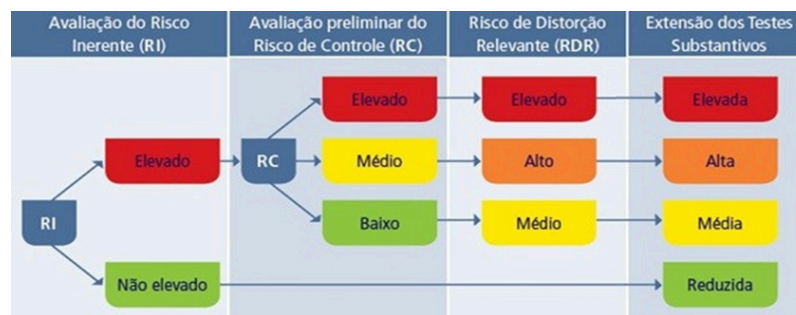 Avaliação do Risco
Inerente (RI)
Avaliação preliminar do
Risco de Controle (RC)
Risco de Distorção
Relevante (RDR)
Extensão dos Testes
Substantivos
Elevado
Elevado
Elevada
Elevado
RC
Médio
Alto
Alta
RI
Baixo
Médio
Média
Não elevado
Reduzida